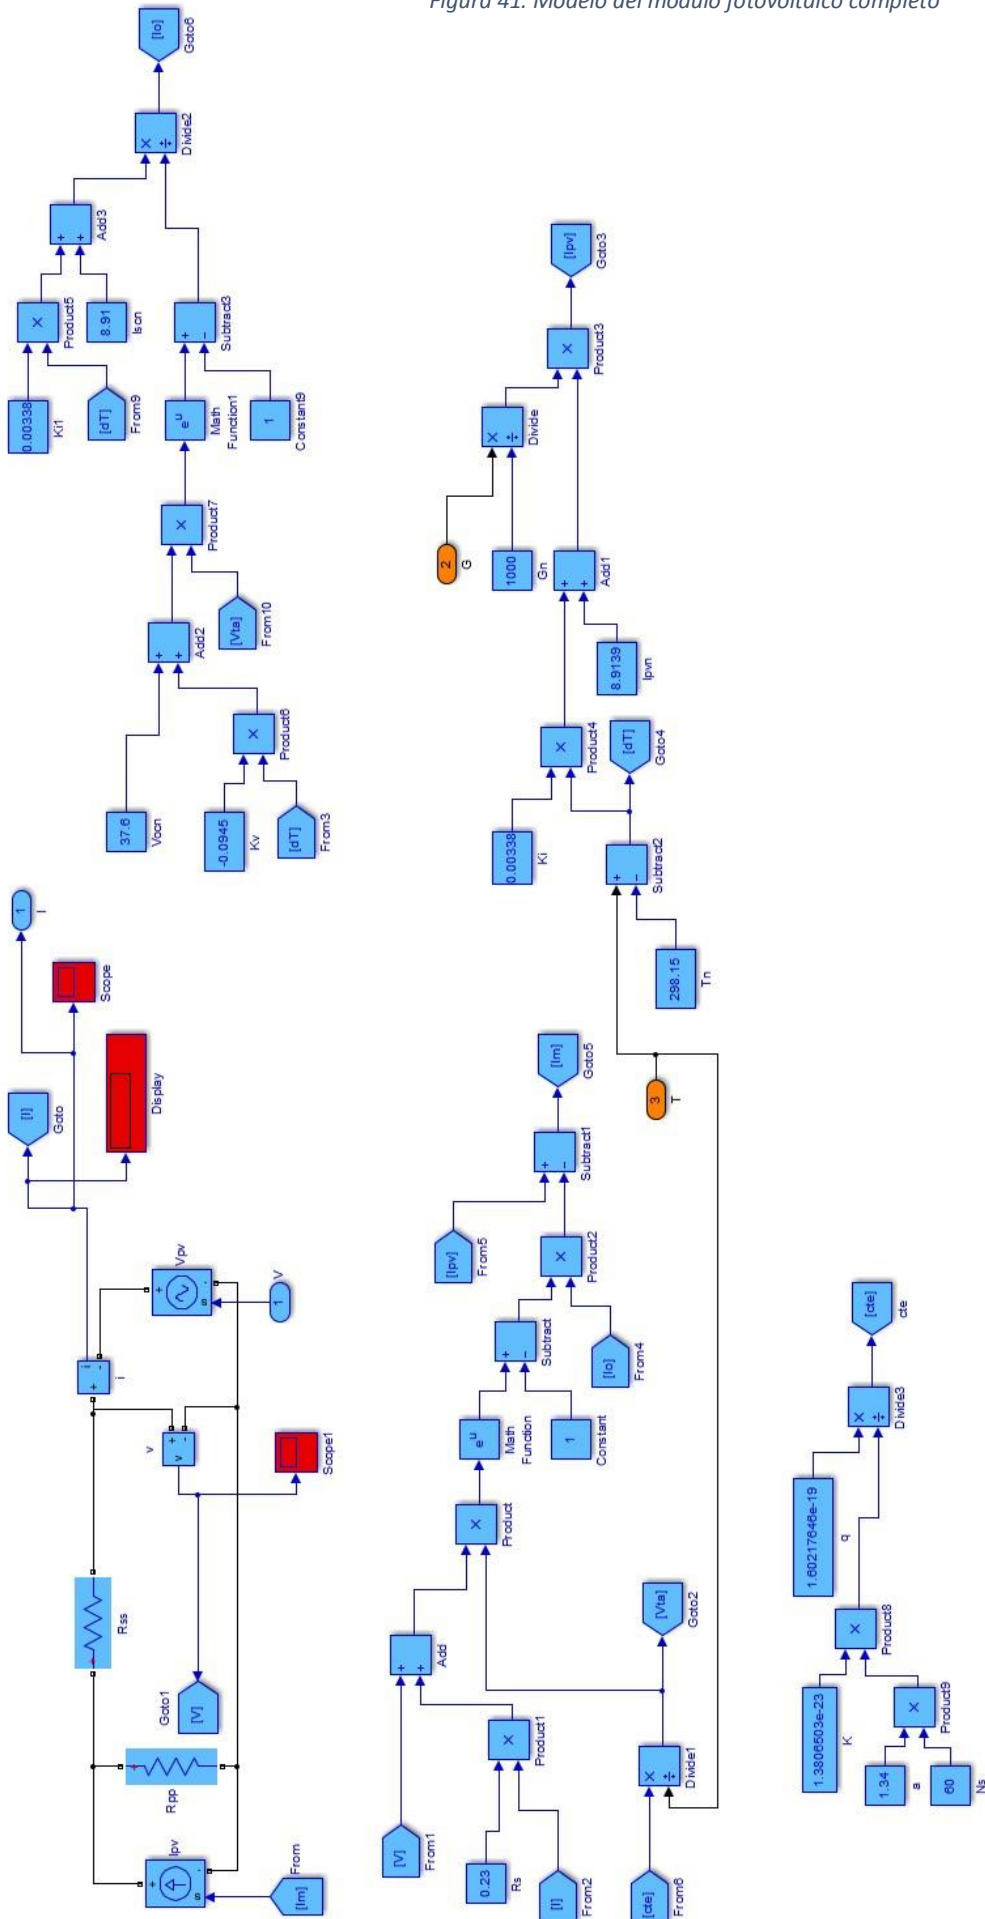 Figura 41. Modelo del módulo fotovoltaico completo
Ipv
+
-
s
From
[Im]
Rpp
Rss
Goto1
[V]
v
v
+
-
Scope1
i
+
-
i
Vpv
+
-
s
1
V
Goto
[I]
Display
Scope
1
I
37.6
Vocn
-0.0945
Kv
[dT]
From3
×
Product6
+
+
Add2
[Vta]
From10
×
Product7
e^u
Math
Function1
1
Constant9
+
−
Subtract3
0.00338
Ki1
[dT]
From9
×
Product5
8.91
Iscn
+
+
Add3
×
÷
Divide2
[Io]
Goto6
[V]
From1
0.23
Rs
[I]
From2
[cte]
From6
×
Product1
×
÷
Divide1
+
+
Add
[Vta]
Goto2
×
Product
e^u
Math
Function
1
Constant
+
−
Subtract
[Io]
From4
×
Product2
[Ipv]
From5
+
−
Subtract1
[Im]
Goto5
3
T
298.15
Tn
+
−
Subtract2
0.00338
Ki
×
Product4
[dT]
Goto4
8.9139
Ipvn
+
+
Add1
2
G
1000
Gn
×
÷
Divide
×
Product3
[Ipv]
Goto3
1.3806503e-23
K
1.34
a
60
Ns
×
Product9
×
Product8
1.60217646e-19
q
×
÷
Divide3
[cte]
cte